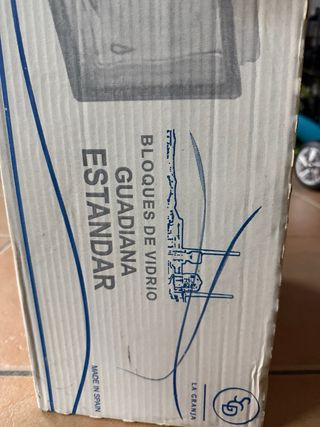 BLOQUES DE VIDRIO
GUADIANA
ESTANDAR
MADE IN SPAIN
LA GRANJA